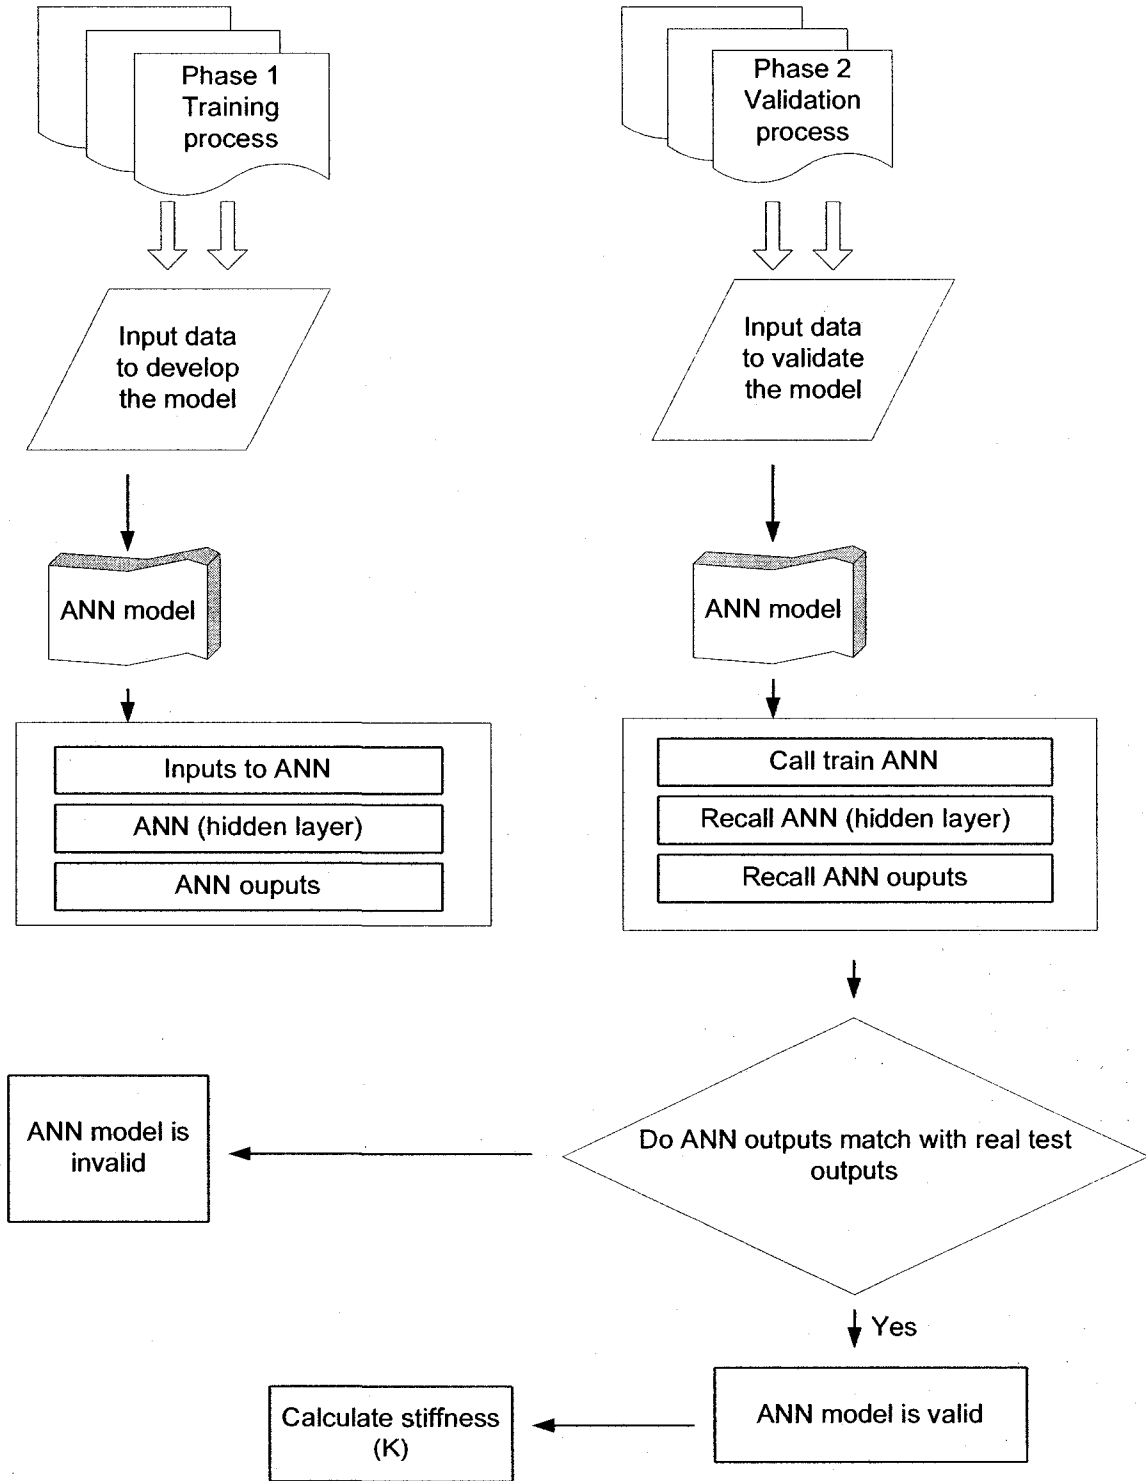 Phase 1
Training
process
Input data
to develop
the model
ANN model
Inputs to ANN
ANN (hidden layer)
ANN ouputs
Phase 2
Validation
process
Input data
to validate
the model
ANN model
Call train ANN
Recall ANN (hidden layer)
Recall ANN ouputs
Do ANN outputs match with real test
outputs
ANN model is
invalid
Yes
ANN model is valid
Calculate stiffness
(K)